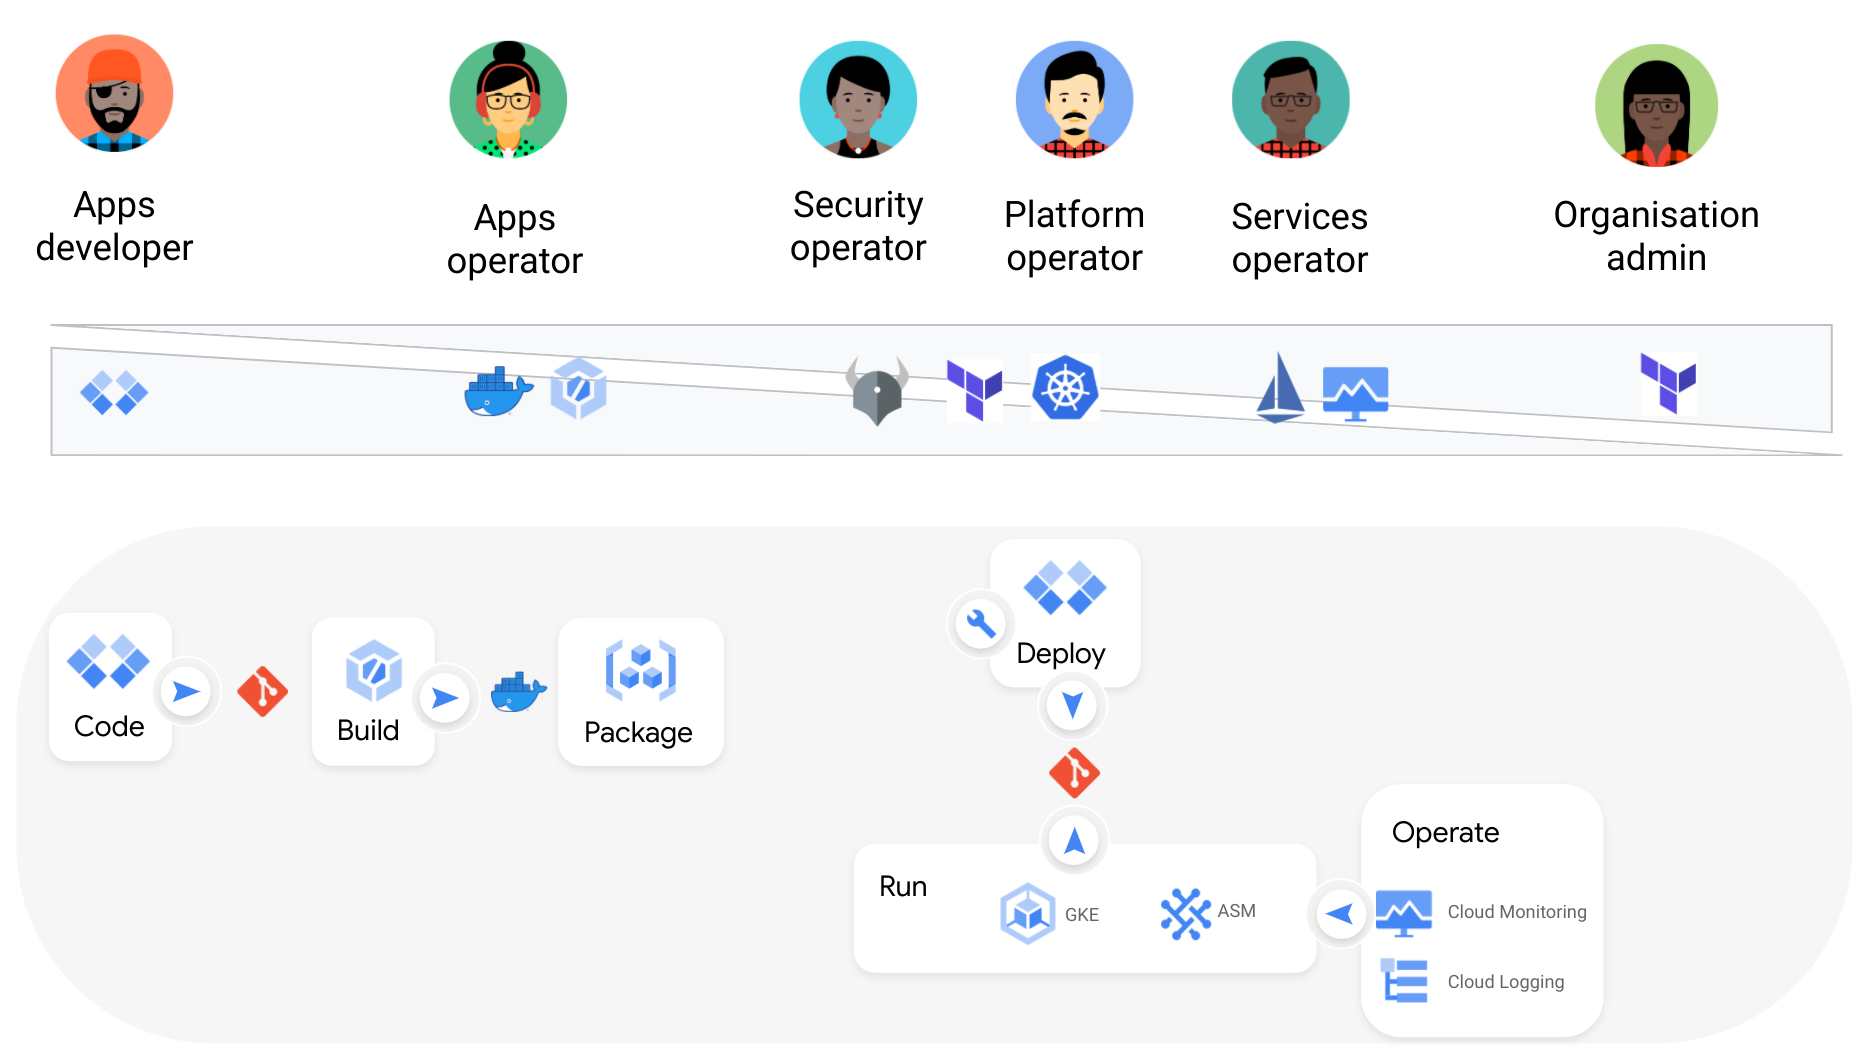 Apps
developer
Apps
operator
Security
operator
Platform
operator
Services
operator
Organisation
admin
Code
Build
Package
Deploy
Run
GKE
ASM
Operate
Cloud Monitoring
Cloud Logging